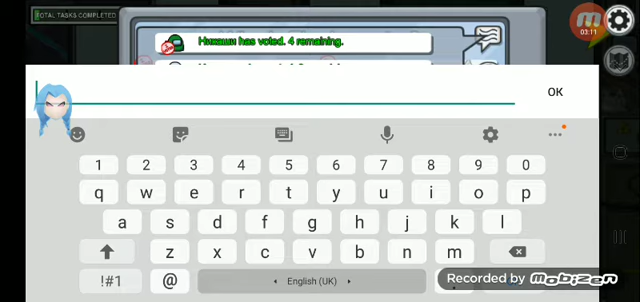 TOTAL TASKS COMPLETED
Никаши has voted. 4 remaining.
03:11
OK
1 2 3 4 5 6 7 8 9 0
q w e r t y u i o p
a s d f g h j k l
z x c v b n m
!#1 @ English (UK) .
Recorded by Mobizen